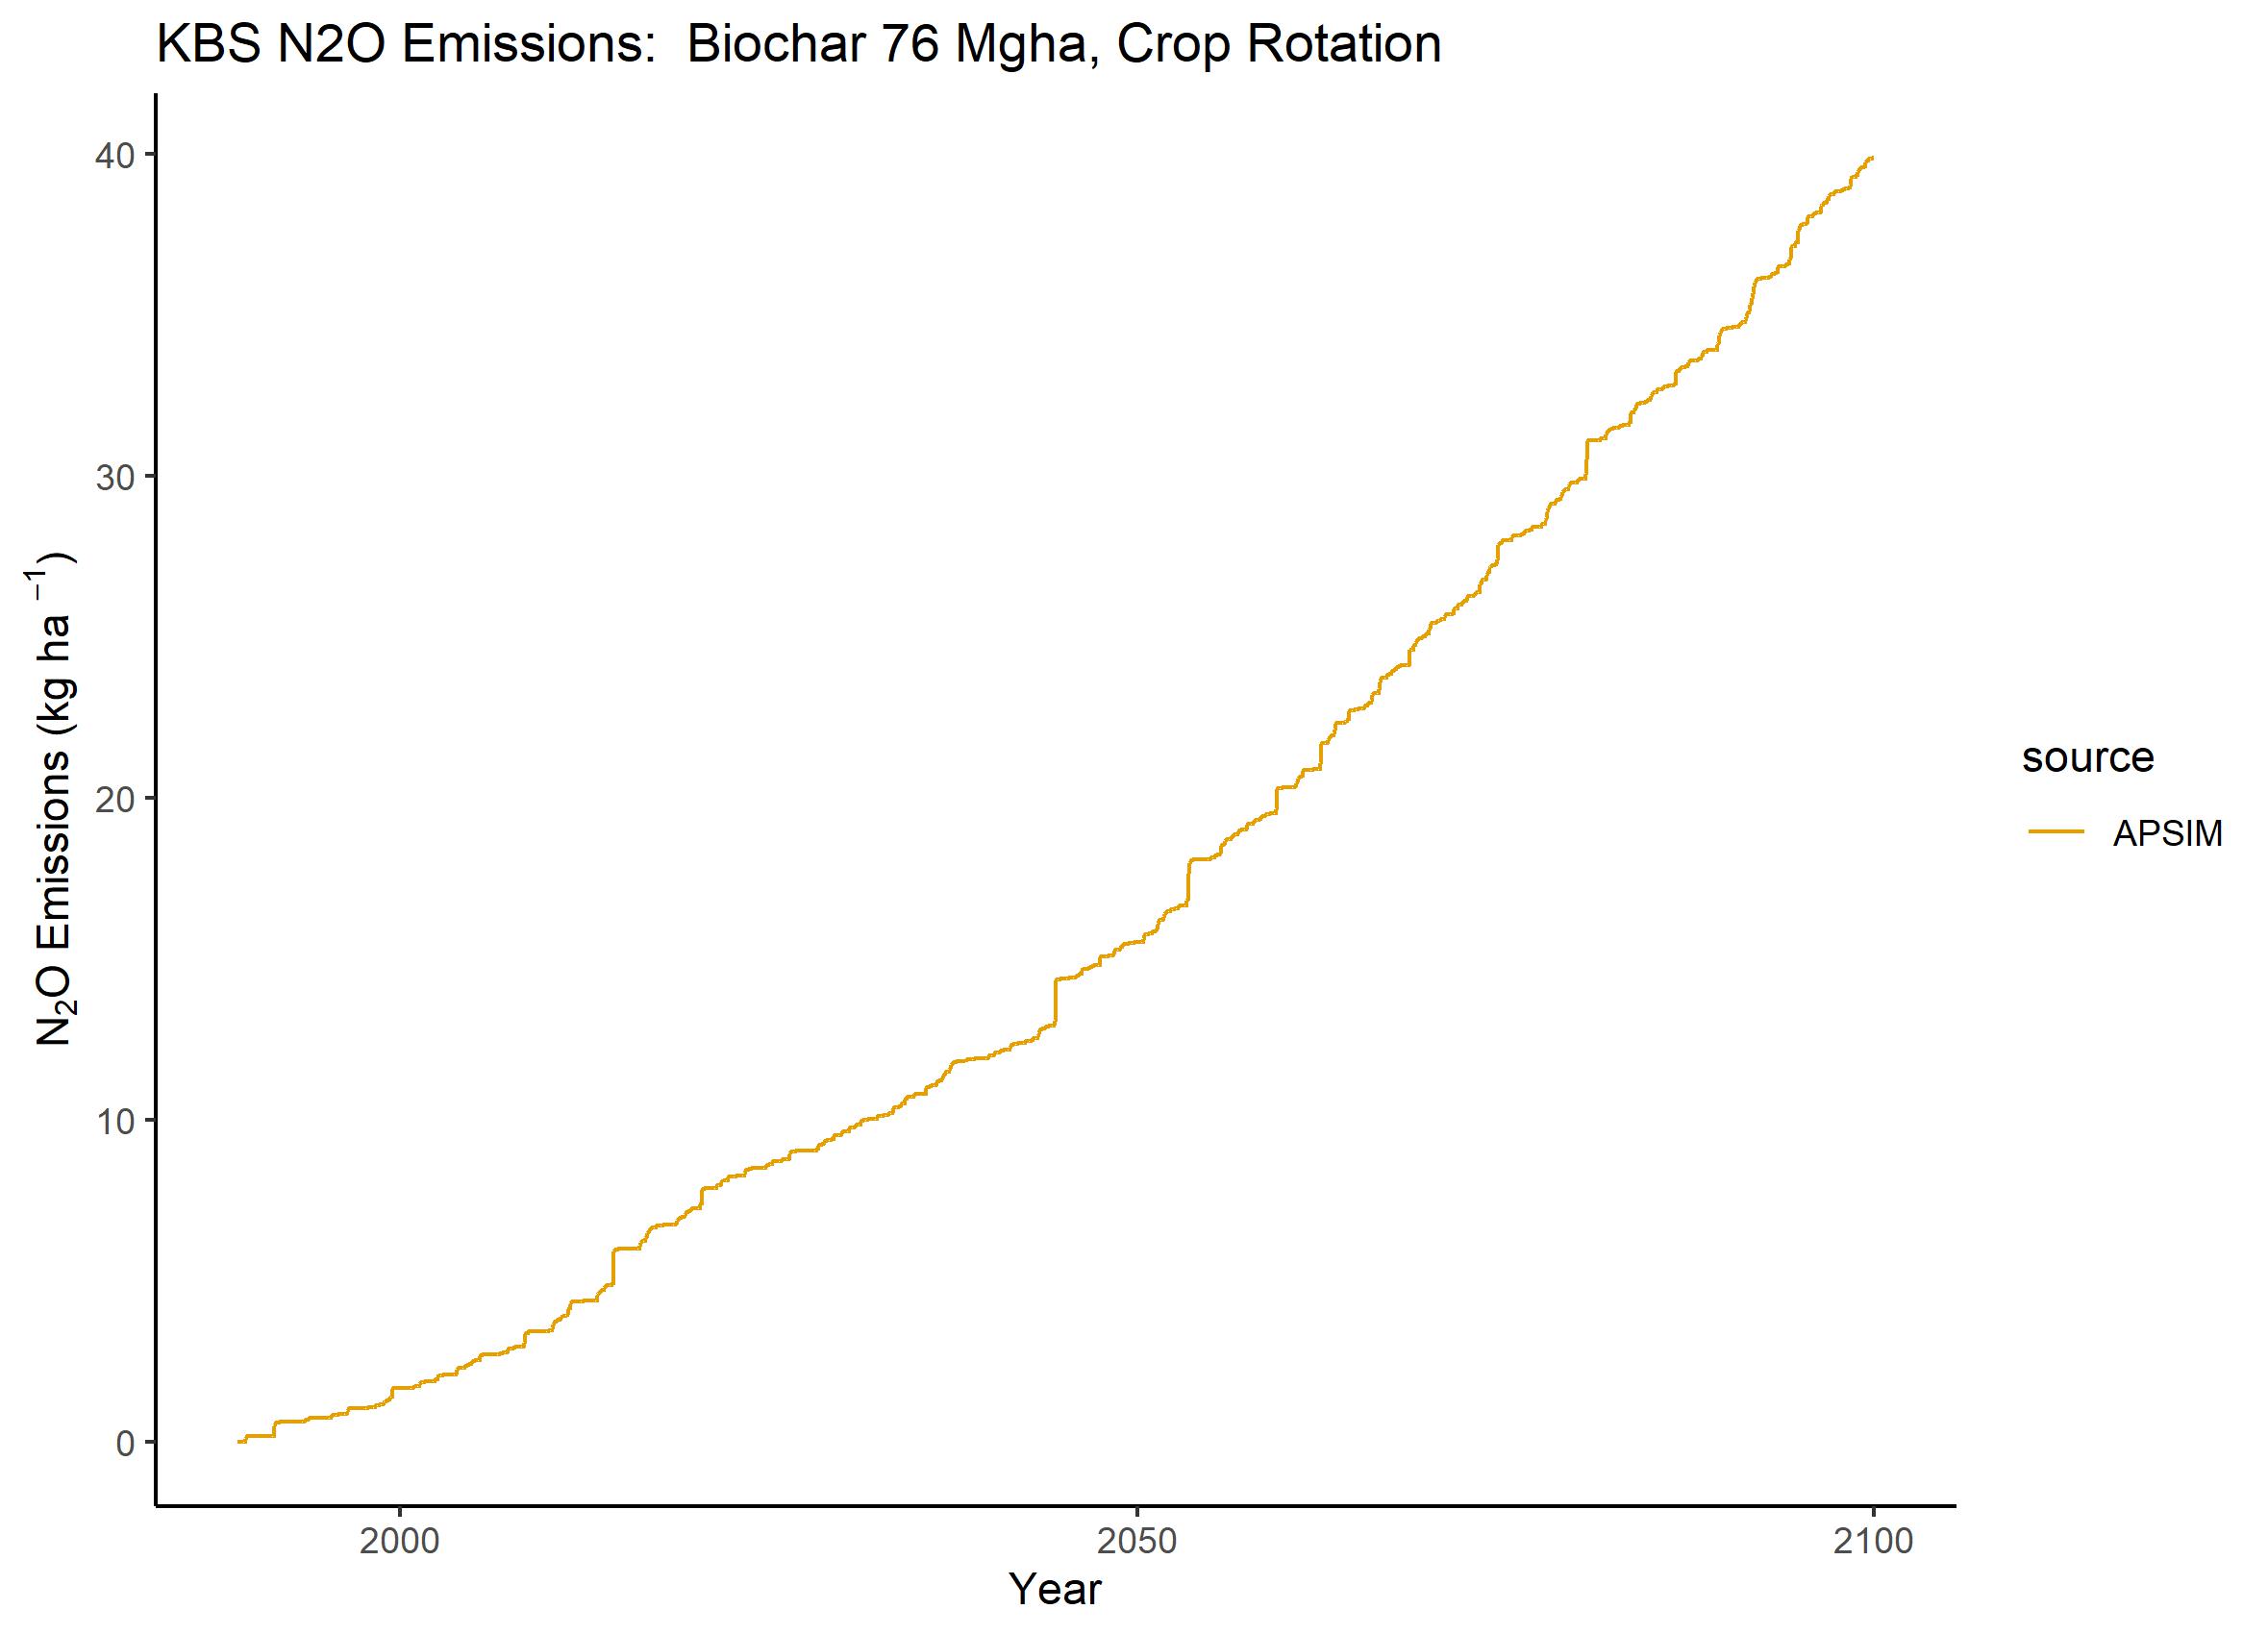 KBS N2O Emissions:  Biochar 76 Mgha, Crop Rotation
N₂O Emissions (kg ha ⁻¹)
40
30
20
10
0
2000 2050 2100
Year
source
APSIM